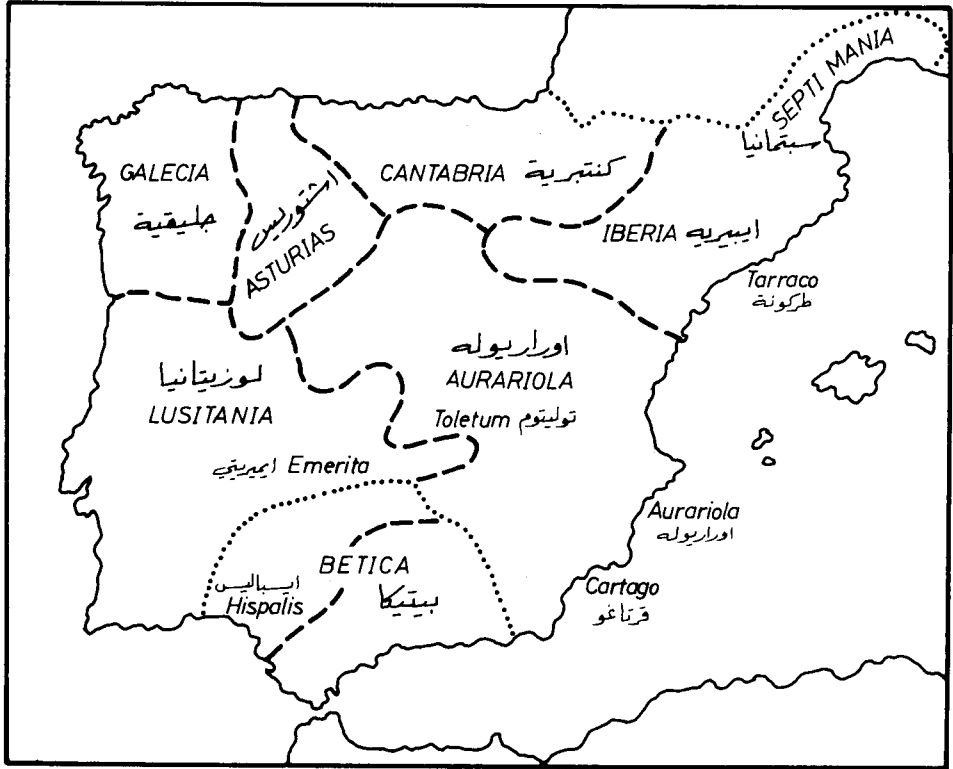 SEPTI MANIA
سبتمانيا
GALECIA
جليقية
اشتوريس
ASTURIAS
CANTABRIA كنتبرية
IBERIA ايبيريه
Tarraco
طركونة
اوراريوله
AURARIOLA
Toletum توليتوم
لوزيتانيا
LUSITANIA
ايميريتي Emerita
Aurariola
اوراريوله
BETICA
بيتيكا
ايسباليس
Hispalis
Cartago
قرتاغو